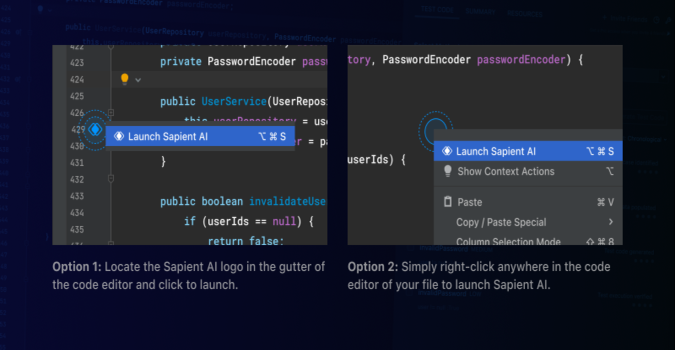 422
423 private PasswordEncoder passw
424
425 public UserService(UserReposi
426 this.userRepository = use
429 Launch Sapient AI ⌥ ⌘ S
430 r = pa
431 }
432
433 public boolean invalidateUse
434 if (userIds == null) {
435 return false;
tory, PasswordEncoder passwordEncoder) {
userIds) {
Launch Sapient AI ⌥ ⌘ S
Show Context Actions ⌥
Paste ⌘ V
Copy / Paste Special >
Column Selection Mode ⇧ ⌘ 8
Option 1: Locate the Sapient AI logo in the gutter of
the code editor and click to launch.
Option 2: Simply right-click anywhere in the code
editor of your file to launch Sapient AI.